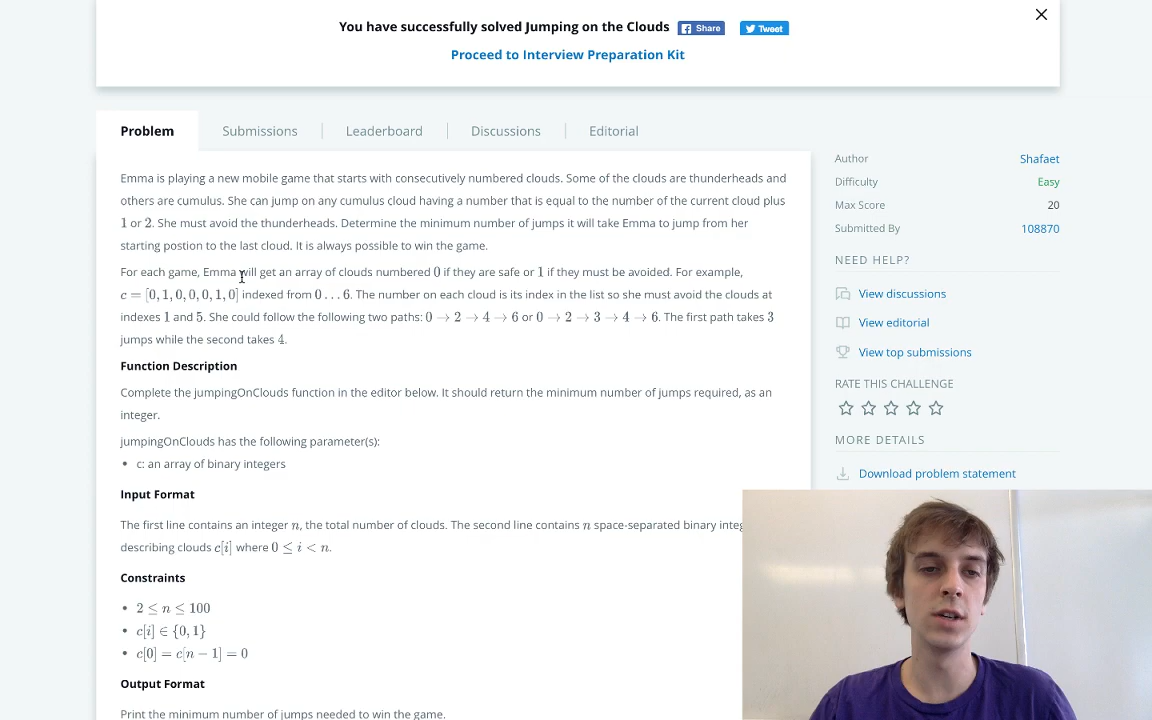 You have successfully solved Jumping on the Clouds Share Tweet
Proceed to Interview Preparation Kit
Problem Submissions Leaderboard Discussions Editorial
Emma is playing a new mobile game that starts with consecutively numbered clouds. Some of the clouds are thunderheads and
others are cumulus. She can jump on any cumulus cloud having a number that is equal to the number of the current cloud plus
1 or 2. She must avoid the thunderheads. Determine the minimum number of jumps it will take Emma to jump from her
starting postion to the last cloud. It is always possible to win the game.
For each game, Emma will get an array of clouds numbered 0 if they are safe or 1 if they must be avoided. For example,
c = [0, 1, 0, 0, 0, 1, 0] indexed from 0 . . . 6. The number on each cloud is its index in the list so she must avoid the clouds at
indexes 1 and 5. She could follow the following two paths: 0 → 2 → 4 → 6 or 0 → 2 → 3 → 4 → 6. The first path takes 3
jumps while the second takes 4.
Function Description
Complete the jumpingOnClouds function in the editor below. It should return the minimum number of jumps required, as an
integer.
jumpingOnClouds has the following parameter(s):
• c: an array of binary integers
Input Format
The first line contains an integer n, the total number of clouds. The second line contains n space-separated binary
describing clouds c[i] where 0 ≤ i < n.
Constraints
• 2 ≤ n ≤ 100
• c[i] ∈ {0, 1}
• c[0] = c[n − 1] = 0
Output Format
Print the minimum number of jumps needed to win the game.
Author Shafaet
Difficulty Easy
Max Score 20
Submitted By 108870
NEED HELP?
View discussions
View editorial
View top submissions
RATE THIS CHALLENGE
MORE DETAILS
Download problem statement